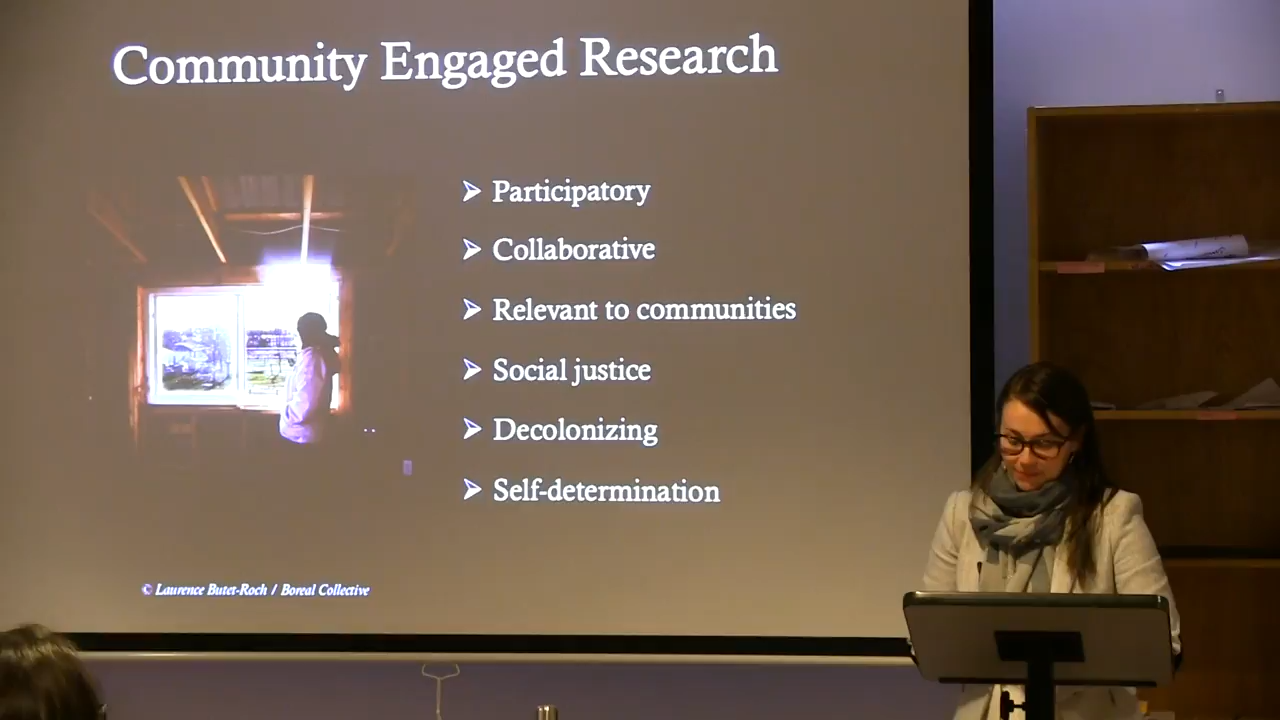 Community Engaged Research
➢ Participatory
➢ Collaborative
➢ Relevant to communities
➢ Social justice
➢ Decolonizing
➢ Self-determination
© Laurence Butet-Roch / Boreal Collective